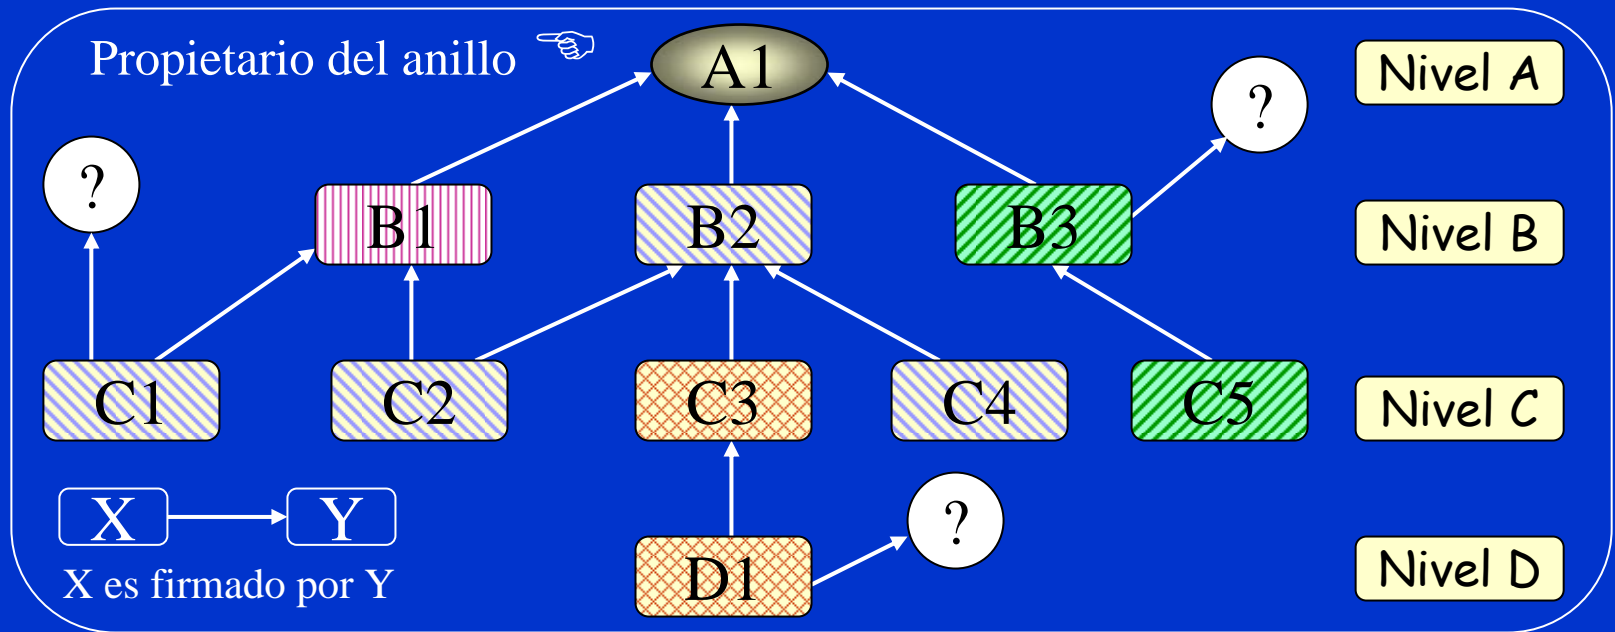 Propietario del anillo
A1
Nivel A
?
?
B1
B2
B3
Nivel B
C1
C2
C3
C4
C5
Nivel C
X
Y
?
X es firmado por Y
D1
Nivel D